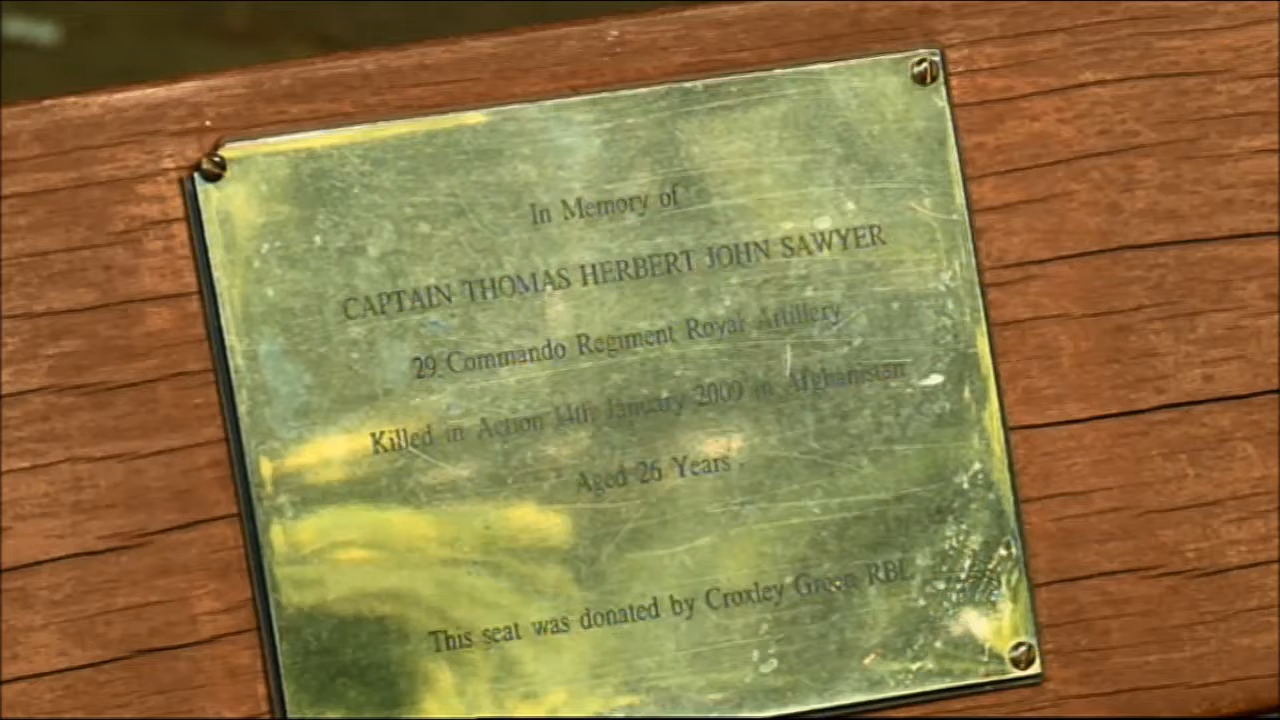 In Memory of
CAPTAIN THOMAS HERBERT JOHN SAWYER
29 Commando Regiment Royal Artillery
Killed in Action 14th January 2009 in Afghanistan
Aged 26 Years
This seat was donated by Croxley Green RBL